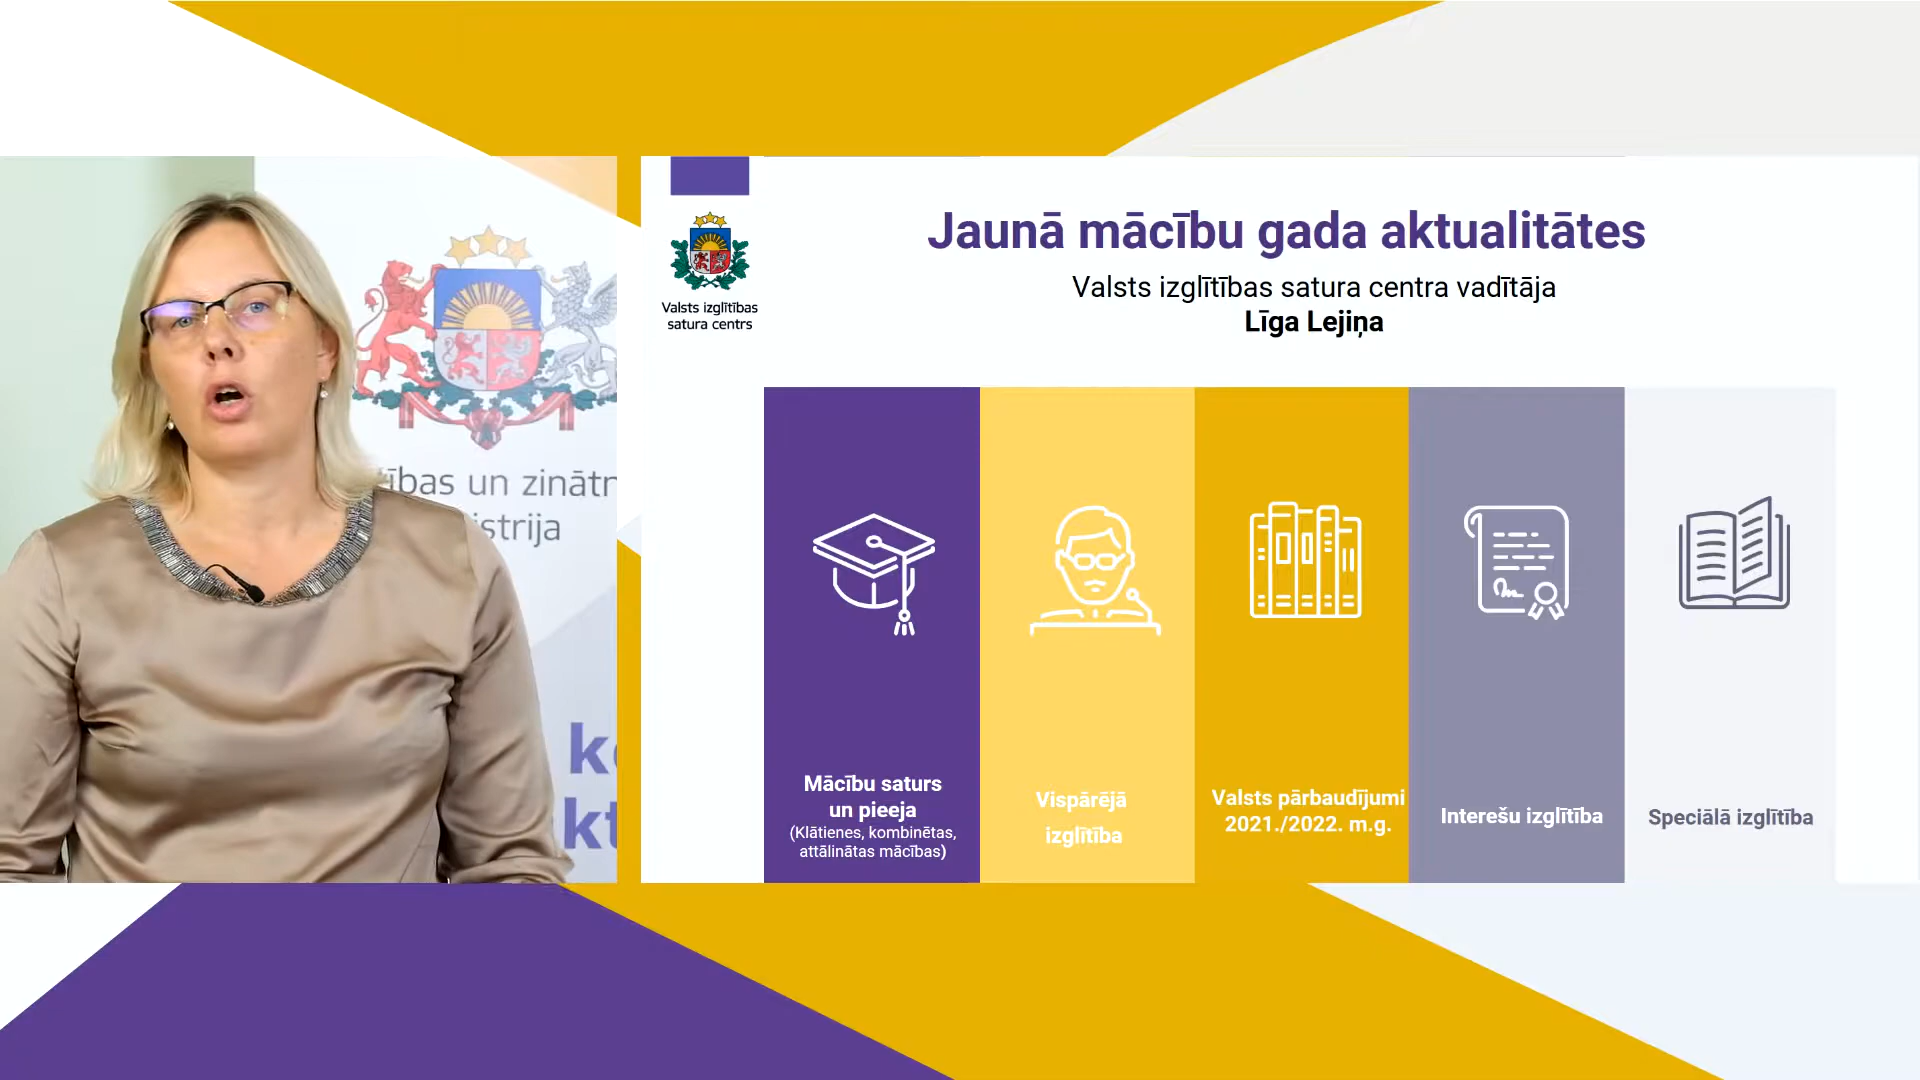 ības un zinātn
istrija
Valsts izglītības
satura centrs
Jaunā mācību gada aktualitātes
Valsts izglītības satura centra vadītāja
Līga Lejiņa
Mācību saturs
un pieeja
(Klātienes, kombinētas,
attālinātas mācības)
Vispārējā
izglītība
Valsts pārbaudījumi
2021./2022. m.g.
Interešu izglītība
Speciālā izglītība